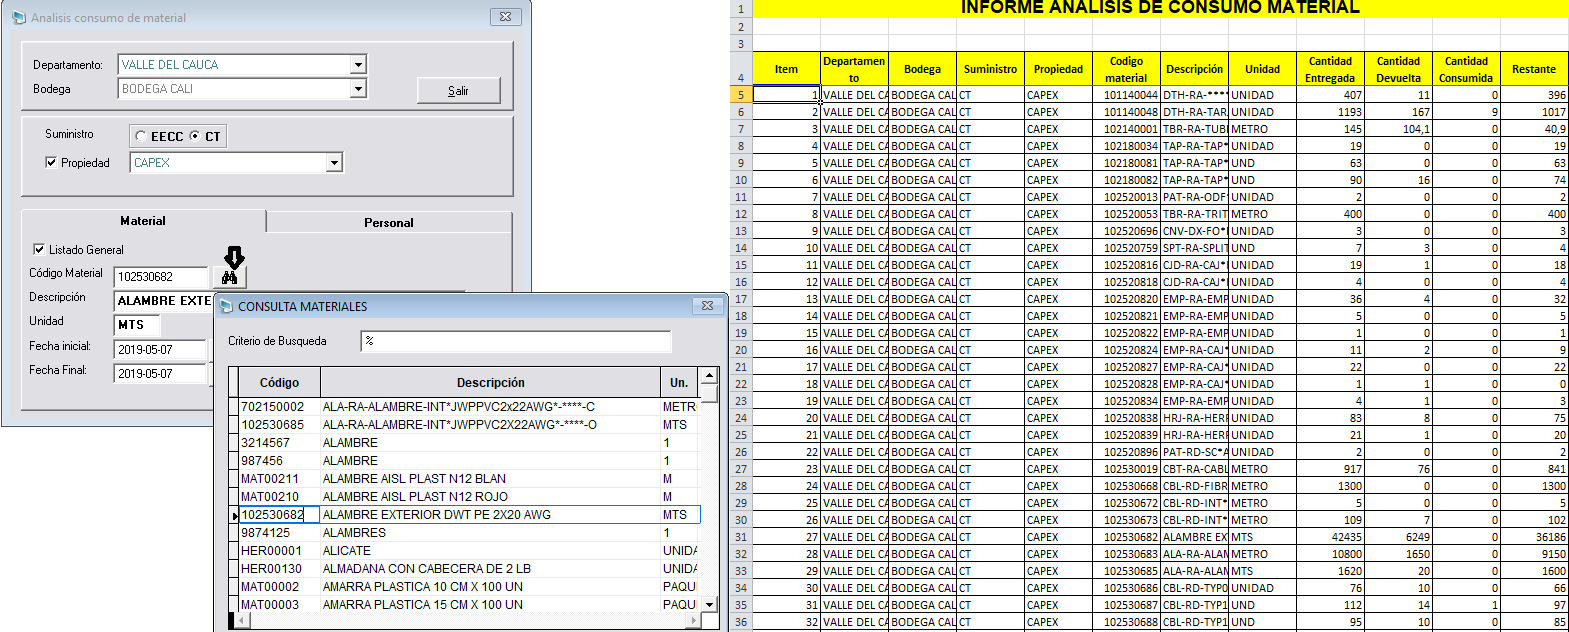 Analisis consumo de material
Departamento: VALLE DEL CAUCA
Bodega BODEGA CALI
Salir
Suministro EECC CT
Propiedad CAPEX
Material Personal
Listado General
Código Material 102530682
Descripción ALAMBRE EXTE
Unidad MTS
Fecha inicial: 2019-05-07
Fecha Final: 2019-05-07
CONSULTA MATERIALES
Criterio de Busqueda %
Código Descripción Un.
702150002 ALA-RA-ALAMBRE-INT*JWPPVC2x22AWG*-****-C METR
102530685 ALA-RA-ALAMBRE-INT*JWPPVC2X22AWG*-****-O MTS
3214567 ALAMBRE 1
987456 ALAMBRE 1
MAT00211 ALAMBRE AISL PLAST N12 BLAN M
MAT00210 ALAMBRE AISL PLAST N12 ROJO M
102530682 ALAMBRE EXTERIOR DWT PE 2X20 AWG MTS
9874125 ALAMBRES 1
HER00001 ALICATE UNIDA
HER00130 ALMADANA CON CABECERA DE 2 LB UNIDA
MAT00002 AMARRA PLASTICA 10 CM X 100 UN PAQU
MAT00003 AMARRA PLASTICA 15 CM X 100 UN PAQU
1 INFORME ANALISIS DE CONSUMO MATERIAL
2
3
4 Item Departamento Bodega Suministro Propiedad Codigo material Descripción Unidad Cantidad Entregada Cantidad Devuelta Cantidad Consumida Restante
5 1 VALLE DEL CA BODEGA CAL CT CAPEX 101140044 DTH-RA-**** UNIDAD 407 11 0 396
6 2 VALLE DEL CA BODEGA CAL CT CAPEX 101140048 DTH-RA-TAR UNIDAD 1193 167 9 1017
7 3 VALLE DEL CA BODEGA CAL CT CAPEX 102140001 TBR-RA-TUB METRO 145 104,1 0 40,9
8 4 VALLE DEL CA BODEGA CAL CT CAPEX 102180034 TAP-RA-TAP* UNIDAD 19 0 0 19
9 5 VALLE DEL CA BODEGA CAL CT CAPEX 102180081 TAP-RA-TAP* UND 63 0 0 63
10 6 VALLE DEL CA BODEGA CAL CT CAPEX 102180082 TAP-RA-TAP* UND 90 16 0 74
11 7 VALLE DEL CA BODEGA CAL CT CAPEX 102520013 PAT-RA-ODF UNIDAD 2 0 0 2
12 8 VALLE DEL CA BODEGA CAL CT CAPEX 102520053 TBR-RA-TRIT METRO 400 0 0 400
13 9 VALLE DEL CA BODEGA CAL CT CAPEX 102520696 CNV-DX-FO* UNIDAD 3 0 0 3
14 10 VALLE DEL CA BODEGA CAL CT CAPEX 102520759 SPT-RA-SPLI UND 7 3 0 4
15 11 VALLE DEL CA BODEGA CAL CT CAPEX 102520816 CJD-RA-CAJ* UNIDAD 19 1 0 18
16 12 VALLE DEL CA BODEGA CAL CT CAPEX 102520818 CJD-RA-CAJ* UNIDAD 4 0 0 4
17 13 VALLE DEL CA BODEGA CAL CT CAPEX 102520820 EMP-RA-EMP UNIDAD 36 4 0 32
18 14 VALLE DEL CA BODEGA CAL CT CAPEX 102520821 EMP-RA-EMP UNIDAD 5 0 0 5
19 15 VALLE DEL CA BODEGA CAL CT CAPEX 102520822 EMP-RA-EMP UNIDAD 1 0 0 1
20 16 VALLE DEL CA BODEGA CAL CT CAPEX 102520824 EMP-RA-CAJ* UNIDAD 11 2 0 9
21 17 VALLE DEL CA BODEGA CAL CT CAPEX 102520827 EMP-RA-CAJ* UNIDAD 22 0 0 22
22 18 VALLE DEL CA BODEGA CAL CT CAPEX 102520828 EMP-RA-CAJ* UNIDAD 1 1 0 0
23 19 VALLE DEL CA BODEGA CAL CT CAPEX 102520834 EMP-RA-EMP UNIDAD 4 1 0 3
24 20 VALLE DEL CA BODEGA CAL CT CAPEX 102520838 HRJ-RA-HER UNIDAD 83 8 0 75
25 21 VALLE DEL CA BODEGA CAL CT CAPEX 102520839 HRJ-RA-HER UNIDAD 21 1 0 20
26 22 VALLE DEL CA BODEGA CAL CT CAPEX 102520896 PAT-RD-SC*A UNIDAD 2 0 0 2
27 23 VALLE DEL CA BODEGA CAL CT CAPEX 102530019 CBT-RA-CABL METRO 917 76 0 841
28 24 VALLE DEL CA BODEGA CAL CT CAPEX 102530668 CBL-RD-FIBR METRO 1300 0 0 1300
29 25 VALLE DEL CA BODEGA CAL CT CAPEX 102530672 CBL-RD-INT* METRO 5 0 0 5
30 26 VALLE DEL CA BODEGA CAL CT CAPEX 102530673 CBL-RD-INT* METRO 109 7 0 102
31 27 VALLE DEL CA BODEGA CAL CT CAPEX 102530682 ALAMBRE EX MTS 42435 6249 0 36186
32 28 VALLE DEL CA BODEGA CAL CT CAPEX 102530683 ALA-RA-ALAM METRO 10800 1650 0 9150
33 29 VALLE DEL CA BODEGA CAL CT CAPEX 102530685 ALA-RA-ALAM MTS 1620 20 0 1600
34 30 VALLE DEL CA BODEGA CAL CT CAPEX 102530686 CBL-RD-TYP0 UNIDAD 76 10 0 66
35 31 VALLE DEL CA BODEGA CAL CT CAPEX 102530687 CBL-RD-TYP1 UND 112 14 1 97
36 32 VALLE DEL CA BODEGA CAL CT CAPEX 102530688 CBL-RD-TYP1 UND 95 10 0 85